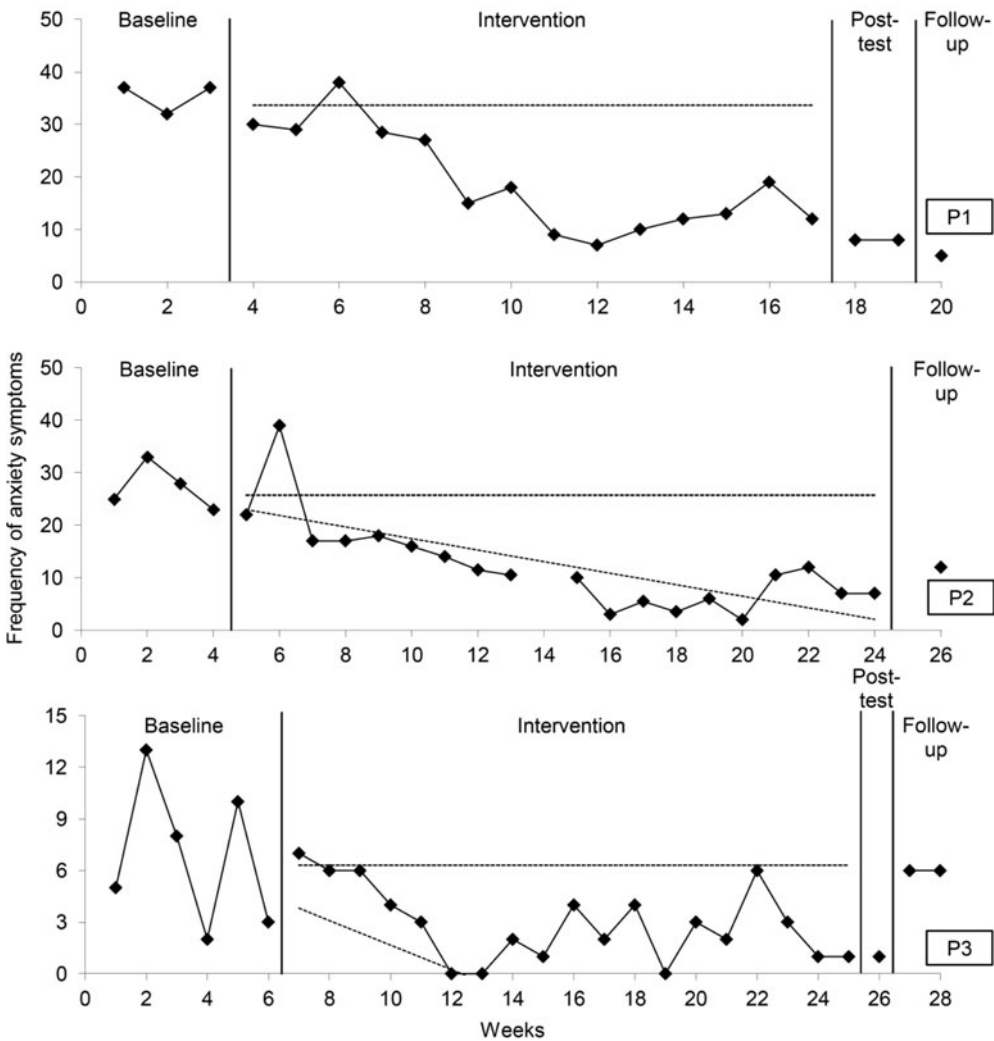 Baseline
Intervention
Post-
test
Follow-
up
50
40
30
20
10
0
P1
0 2 4 6 8 10 12 14 16 18 20
Frequency of anxiety symptoms
Baseline
Intervention
Follow-
up
50
40
30
20
10
0
P2
0 2 4 6 8 10 12 14 16 18 20 22 24 26
Post-
test
Baseline
Intervention
Follow-
up
15
12
9
6
3
0
P3
0 2 4 6 8 10 12 14 16 18 20 22 24 26 28
Weeks